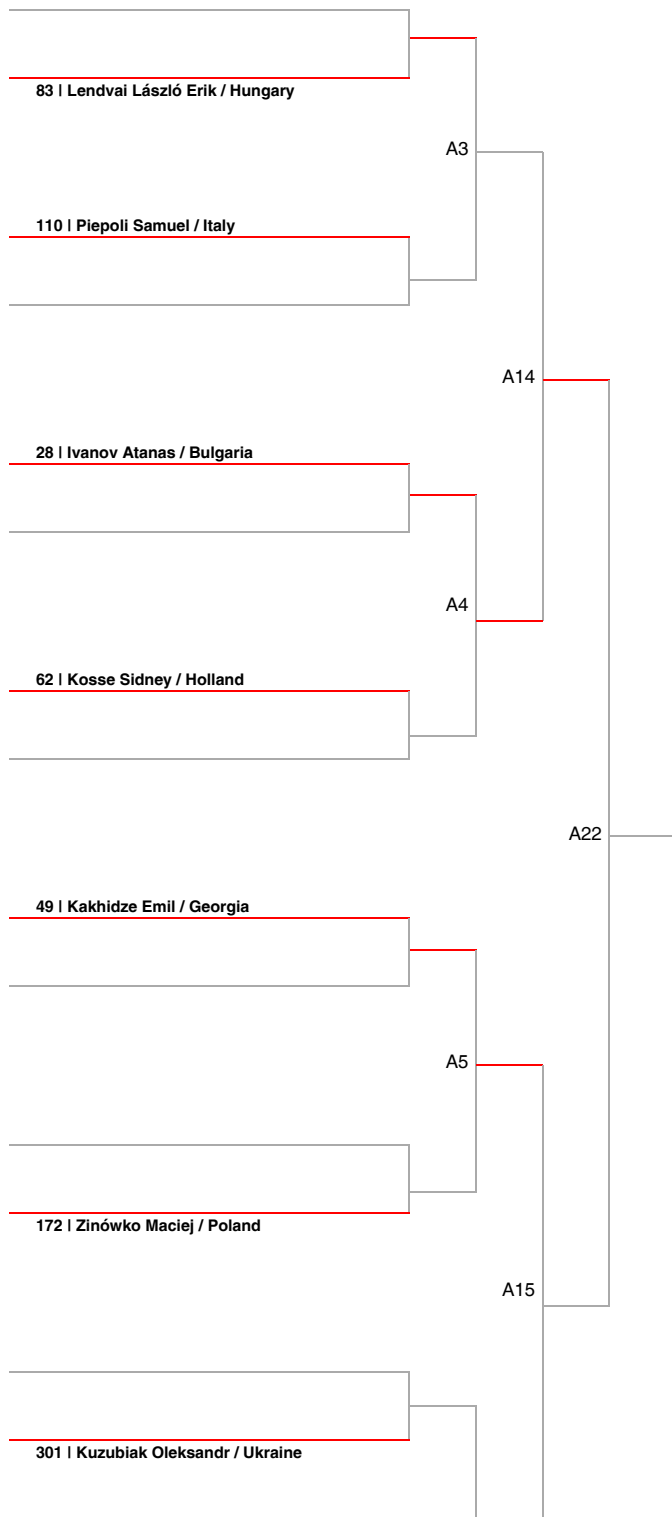 83 | Lendvai László Erik / Hungary
A3
110 | Piepoli Samuel / Italy
A14
28 | Ivanov Atanas / Bulgaria
A4
62 | Kosse Sidney / Holland
A22
49 | Kakhidze Emil / Georgia
A5
172 | Zinówko Maciej / Poland
A15
301 | Kuzubiak Oleksandr / Ukraine